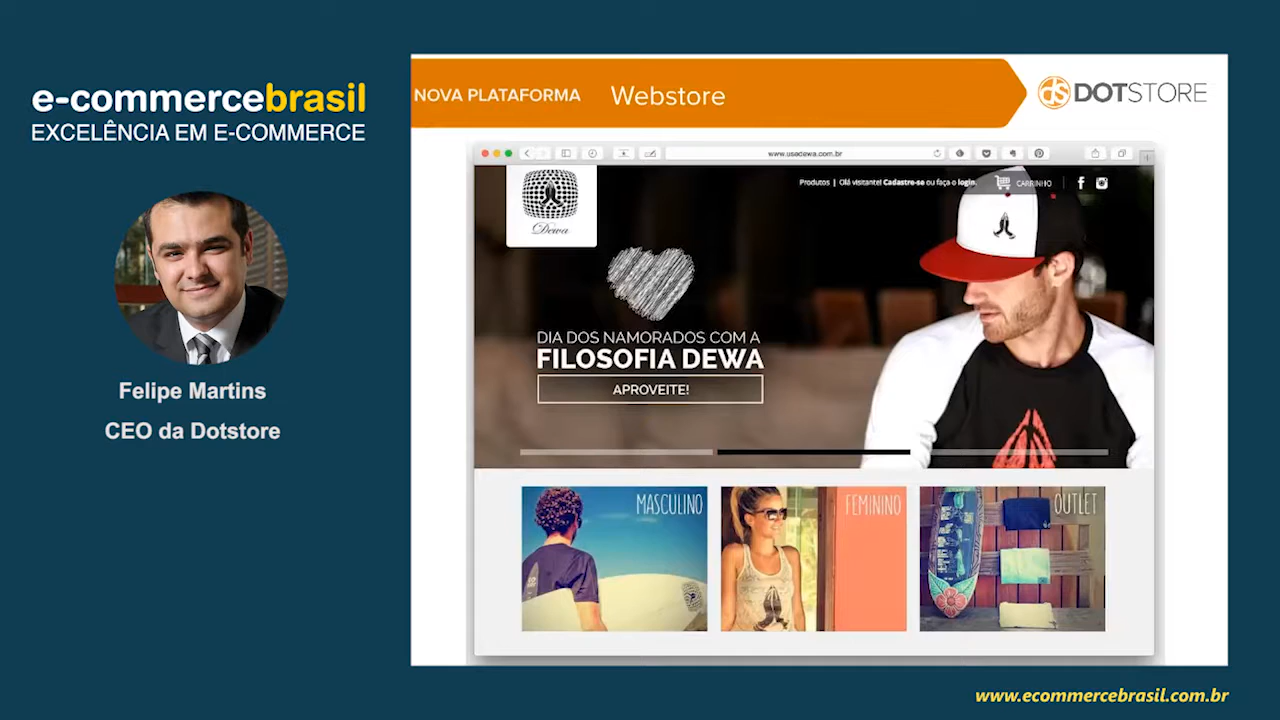 e-commercebrasil
EXCELÊNCIA EM E-COMMERCE
Felipe Martins
CEO da Dotstore
NOVA PLATAFORMA Webstore
DOTSTORE
www.usedewa.com.br
Produtos | Olá visitante! Cadastre-se ou faça o login.
CARRINHO
Dewa
DIA DOS NAMORADOS COM A
FILOSOFIA DEWA
APROVEITE!
MASCULINO
FEMININO
OUTLET
www.ecommercebrasil.com.br